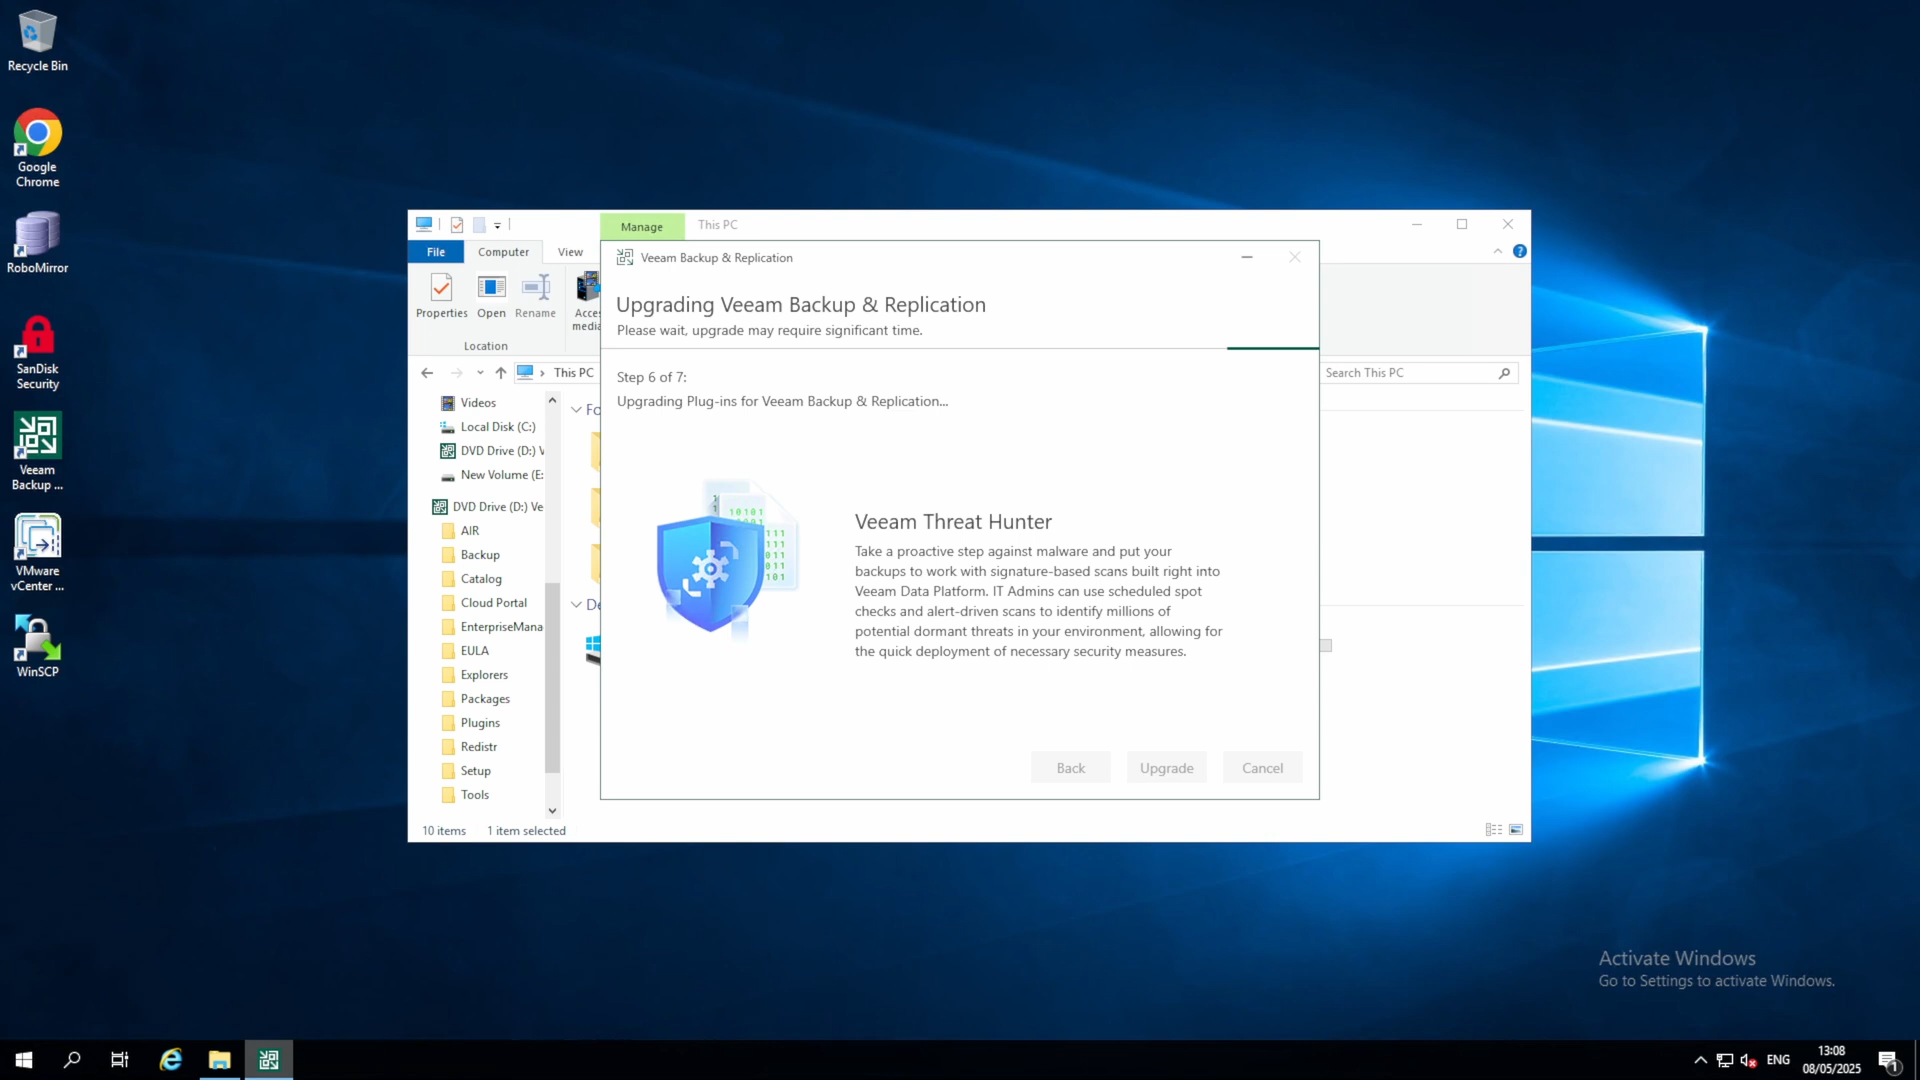 Recycle Bin
Google
Chrome
RoboMirror
SanDisk
Security
Veeam
Backup ...
VMware
vCenter ...
WinSCP
Manage
This PC
File
Computer
View
Properties
Open
Rename
Acces
media
Location
This PC
Search This PC
Videos
Local Disk (C:)
DVD Drive (D:) V
New Volume (E:
DVD Drive (D:) Ve
AIR
Backup
Catalog
Cloud Portal
EnterpriseMana
EULA
Explorers
Packages
Plugins
Redistr
Setup
Tools
Fo
De
10 items
1 item selected
Veeam Backup & Replication
Upgrading Veeam Backup & Replication
Please wait, upgrade may require significant time.
Step 6 of 7:
Upgrading Plug-ins for Veeam Backup & Replication...
Veeam Threat Hunter
Take a proactive step against malware and put your
backups to work with signature-based scans built right into
Veeam Data Platform. IT Admins can use scheduled spot
checks and alert-driven scans to identify millions of
potential dormant threats in your environment, allowing for
the quick deployment of necessary security measures.
Back
Upgrade
Cancel
Activate Windows
Go to Settings to activate Windows.
ENG
13:08
08/05/2025
1